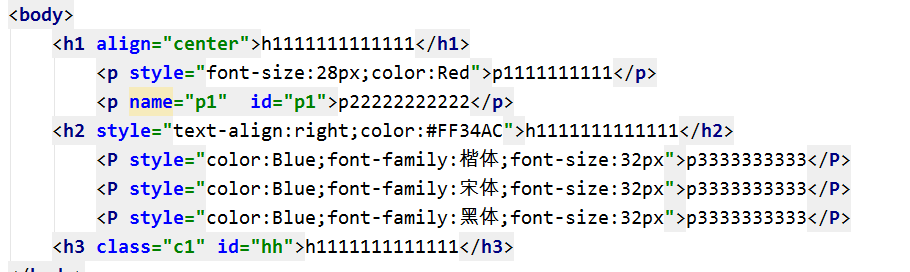 <body>
<h1 align="center">h1111111111111</h1>
<p style="font-size:28px;color:Red">p1111111111</p>
<p name="p1"  id="p1">p22222222222</p>
<h2 style="text-align:right;color:#FF34AC">h1111111111111</h2>
<P style="color:Blue;font-family:楷体;font-size:32px">p3333333333</P>
<P style="color:Blue;font-family:宋体;font-size:32px">p3333333333</P>
<P style="color:Blue;font-family:黑体;font-size:32px">p3333333333</P>
<h3 class="c1" id="hh">h1111111111111</h3>